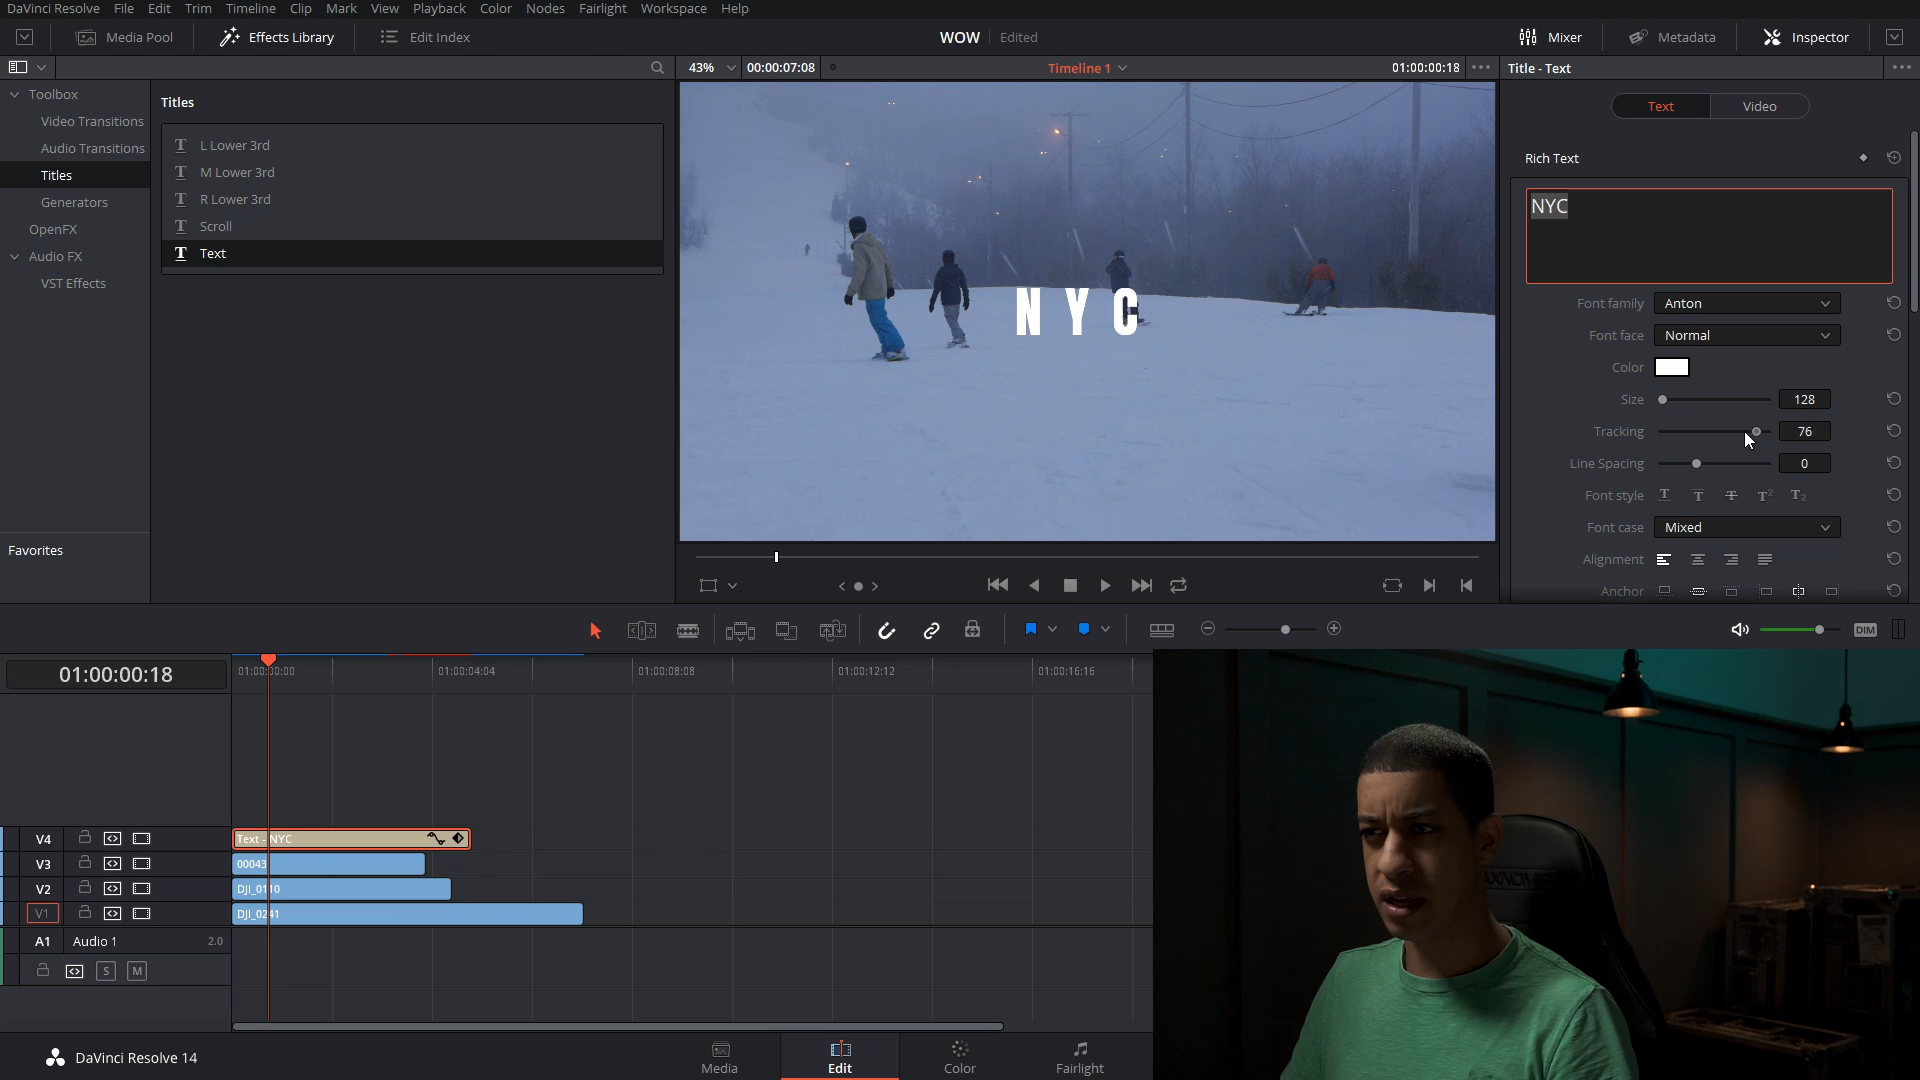 DaVinci Resolve File Edit Trim Timeline Clip Mark View Playback Color Nodes Fairlight Workspace Help
Media Pool Effects Library Edit Index WOW Edited Mixer Metadata Inspector
43% 00:00:07:08 Timeline 1 01:00:00:18 Title - Text
Toolbox
Video Transitions
Audio Transitions
Titles
Generators
OpenFX
Audio FX
VST Effects
Favorites
Titles
L Lower 3rd
M Lower 3rd
R Lower 3rd
Scroll
Text
NYC
Text Video
Rich Text
NYC
Font family Anton
Font face Normal
Color
Size 128
Tracking 76
Line Spacing 0
Font style T T T T2 T2
Font case Mixed
Alignment
Anchor
DIM
01:00:00:18 01:00:00:00 01:00:04:04 01:00:08:08 01:00:12:12 01:00:16:16
V4 Text - NYC
V3 00043
V2 DJI_0110
V1 DJI_0241
A1 Audio 1 2.0
S M
DaVinci Resolve 14 Media Edit Color Fairlight